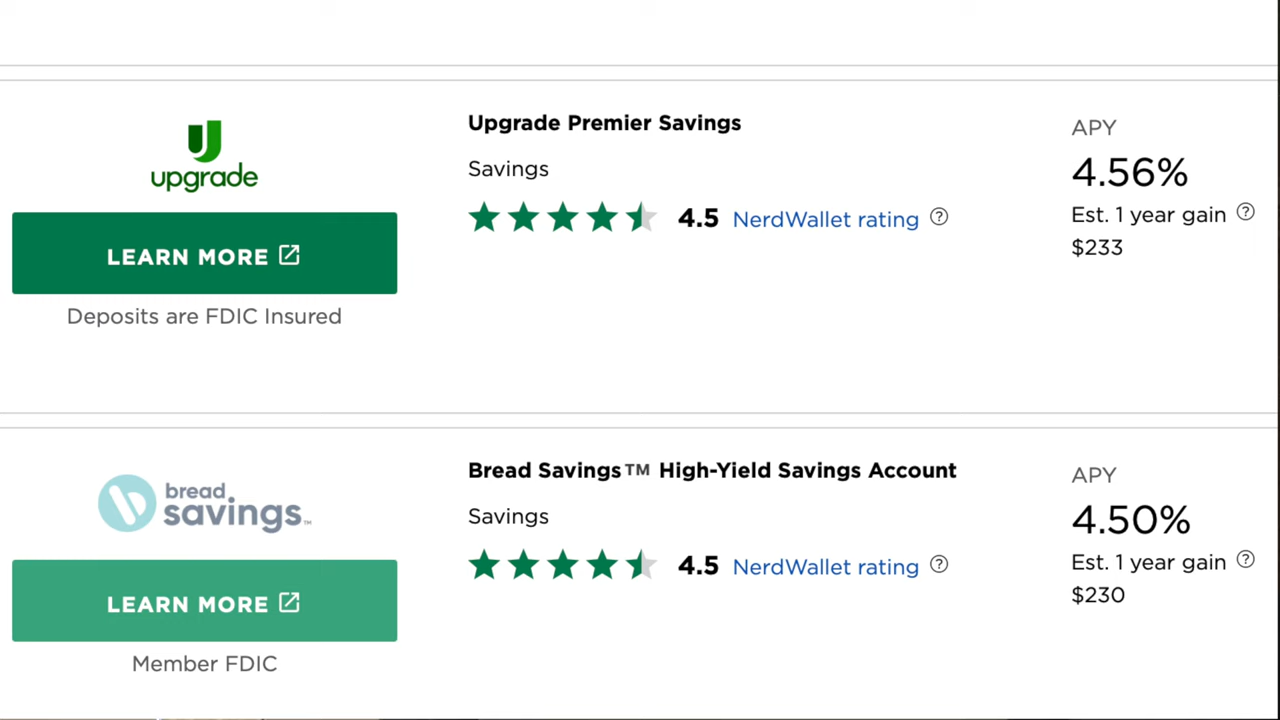 upgrade
LEARN MORE
Deposits are FDIC Insured
Upgrade Premier Savings
Savings
4.5 NerdWallet rating ?
APY
4.56%
Est. 1 year gain ?
$233
bread
savings™
LEARN MORE
Member FDIC
Bread Savings™ High-Yield Savings Account
Savings
4.5 NerdWallet rating ?
APY
4.50%
Est. 1 year gain ?
$230